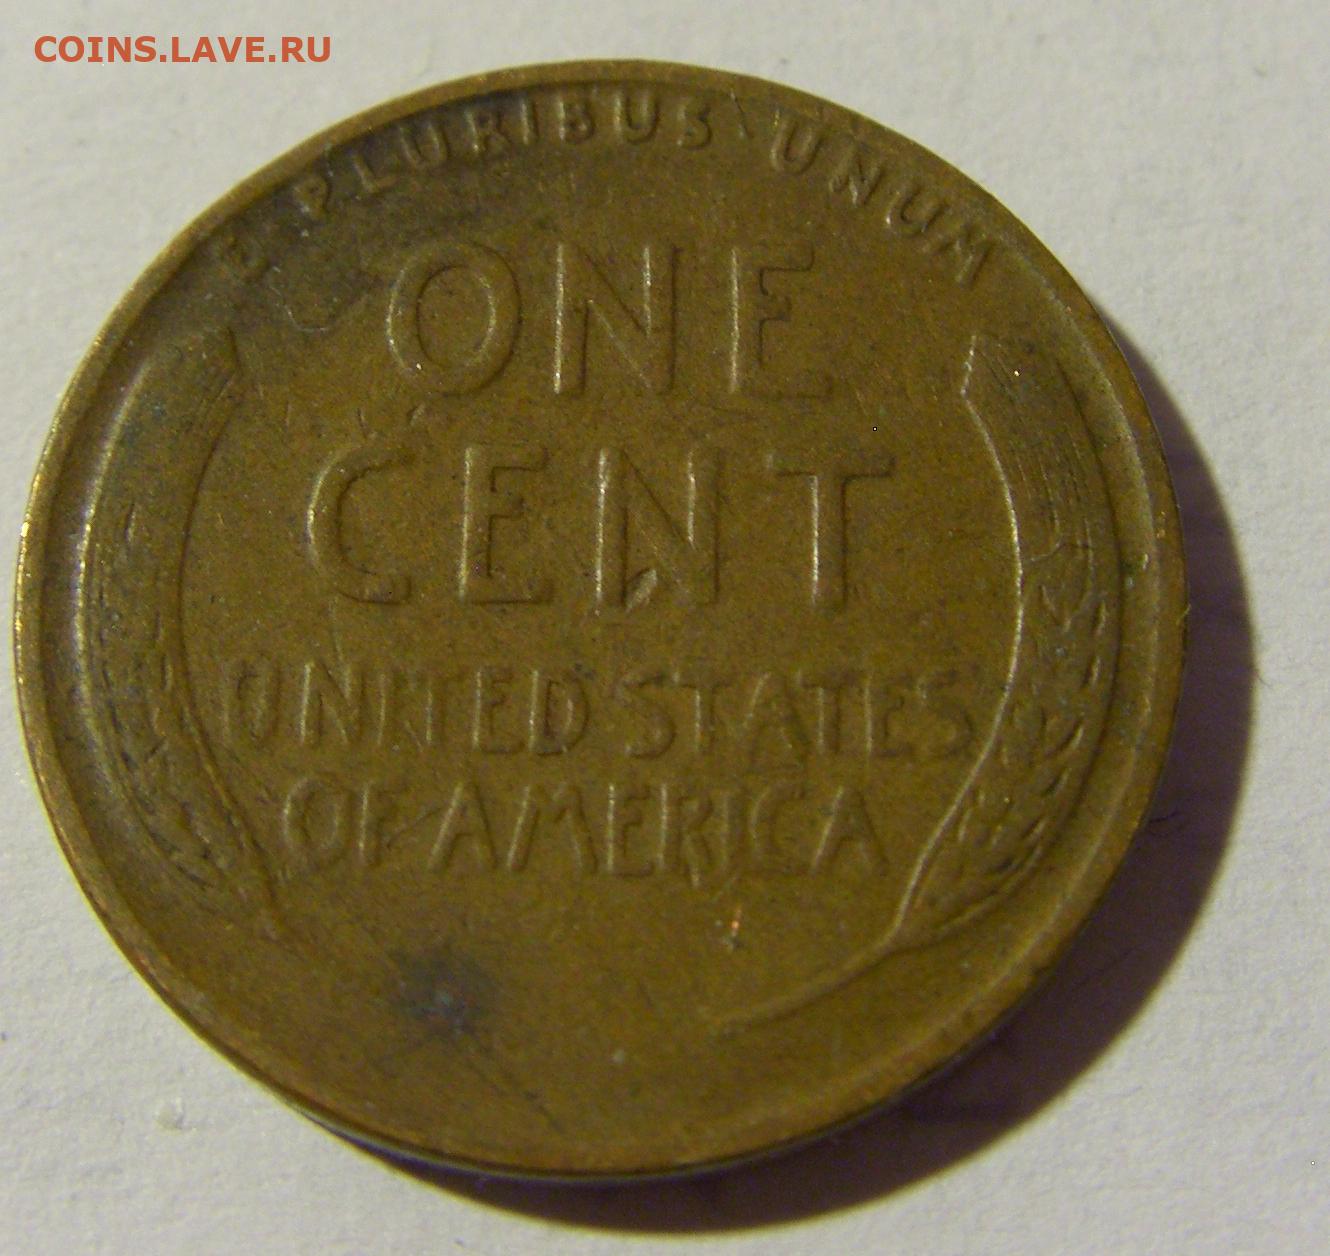 COINS.LAVE.RU
E·PLURIBUS·UNUM
ONE
CENT
UNITED STATES
OF AMERICA